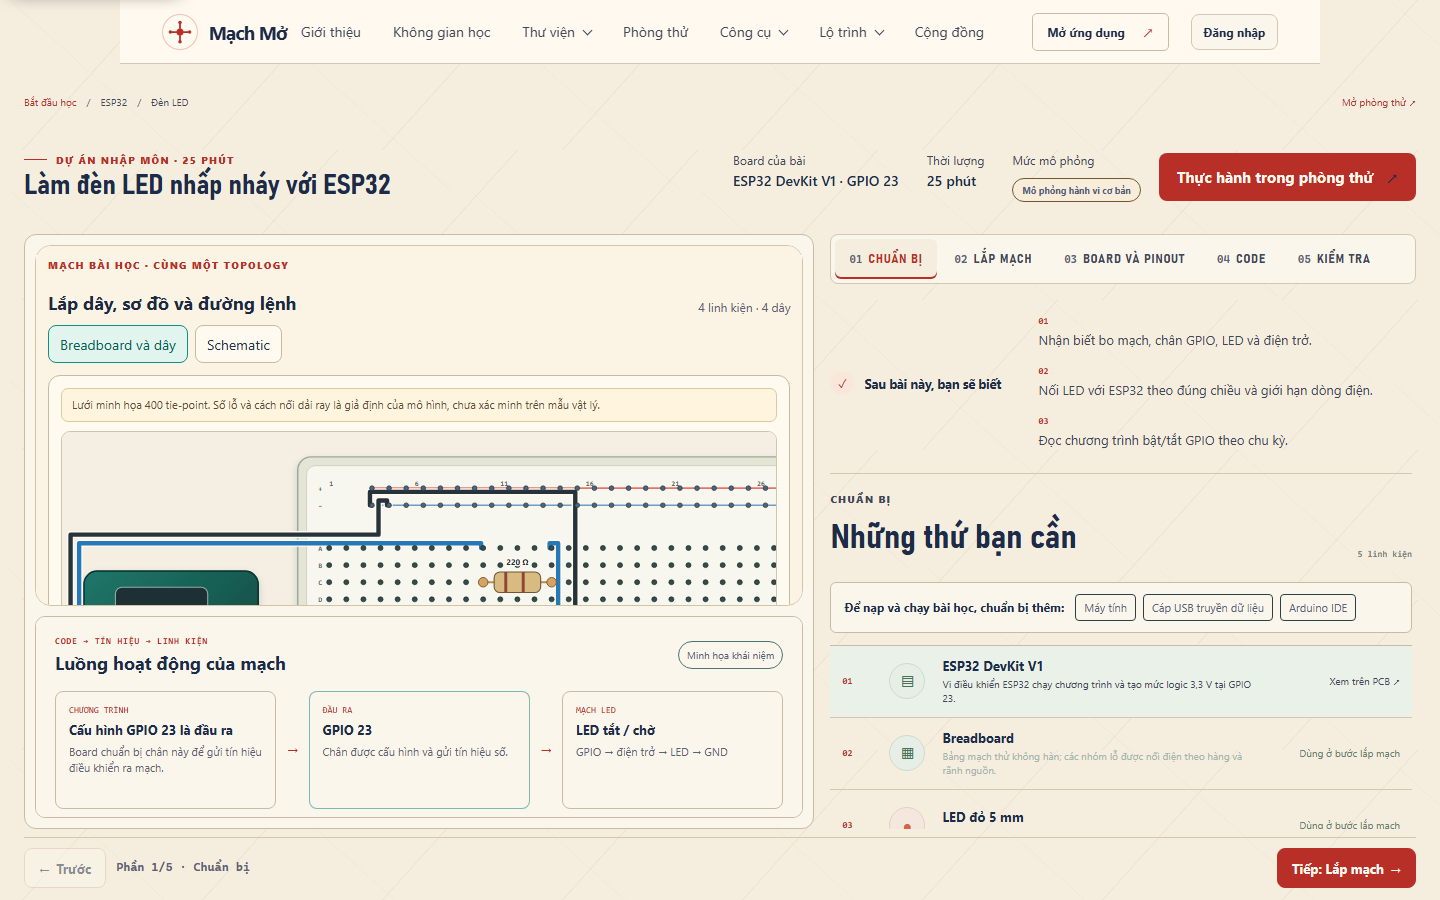 Mạch Mở
Giới thiệu
Không gian học
Thư viện
Phòng thử
Công cụ
Lộ trình
Cộng đồng
Mở ứng dụng ↗
Đăng nhập
Bắt đầu học / ESP32 / Đèn LED
Mở phòng thử ↗
DỰ ÁN NHẬP MÔN · 25 PHÚT
Làm đèn LED nhấp nháy với ESP32
Board của bài
ESP32 DevKit V1 · GPIO 23
Thời lượng
25 phút
Mức mô phỏng
Mô phỏng hành vi cơ bản
Thực hành trong phòng thử ↗
MẠCH BÀI HỌC · CÙNG MỘT TOPOLOGY
Lắp dây, sơ đồ và đường lệnh
4 linh kiện · 4 dây
Breadboard và dây
Schematic
Lưới minh họa 400 tie-point. Số lỗ và cách nối dải ray là giả định của mô hình, chưa xác minh trên mẫu vật lý.
1 6 11 16 21 26
+
−
A
B
C
D
220 Ω
CODE → TÍN HIỆU → LINH KIỆN
Luồng hoạt động của mạch
Minh họa khái niệm
CHƯƠNG TRÌNH
Cấu hình GPIO 23 là đầu ra
Board chuẩn bị chân này để gửi tín hiệu
điều khiển ra mạch.
→
ĐẦU RA
GPIO 23
Chân được cấu hình và gửi tín hiệu số.
→
MẠCH LED
LED tắt / chờ
GPIO → điện trở → LED → GND
01 CHUẨN BỊ
02 LẮP MẠCH
03 BOARD VÀ PINOUT
04 CODE
05 KIỂM TRA
✓ Sau bài này, bạn sẽ biết
01
Nhận biết bo mạch, chân GPIO, LED và điện trở.
02
Nối LED với ESP32 theo đúng chiều và giới hạn dòng điện.
03
Đọc chương trình bật/tắt GPIO theo chu kỳ.
CHUẨN BỊ
Những thứ bạn cần
5 linh kiện
Để nạp và chạy bài học, chuẩn bị thêm:
Máy tính
Cáp USB truyền dữ liệu
Arduino IDE
01
ESP32 DevKit V1
Vi điều khiển ESP32 chạy chương trình và tạo mức logic 3,3 V tại GPIO
23.
Xem trên PCB ↗
02
Breadboard
Bảng mạch thử không hàn; các nhóm lỗ được nối điện theo hàng và
rãnh nguồn.
Dùng ở bước lắp mạch
03
LED đỏ 5 mm
Dùng ở bước lắp mạch
← Trước
Phần 1/5 · Chuẩn bị
Tiếp: Lắp mạch →